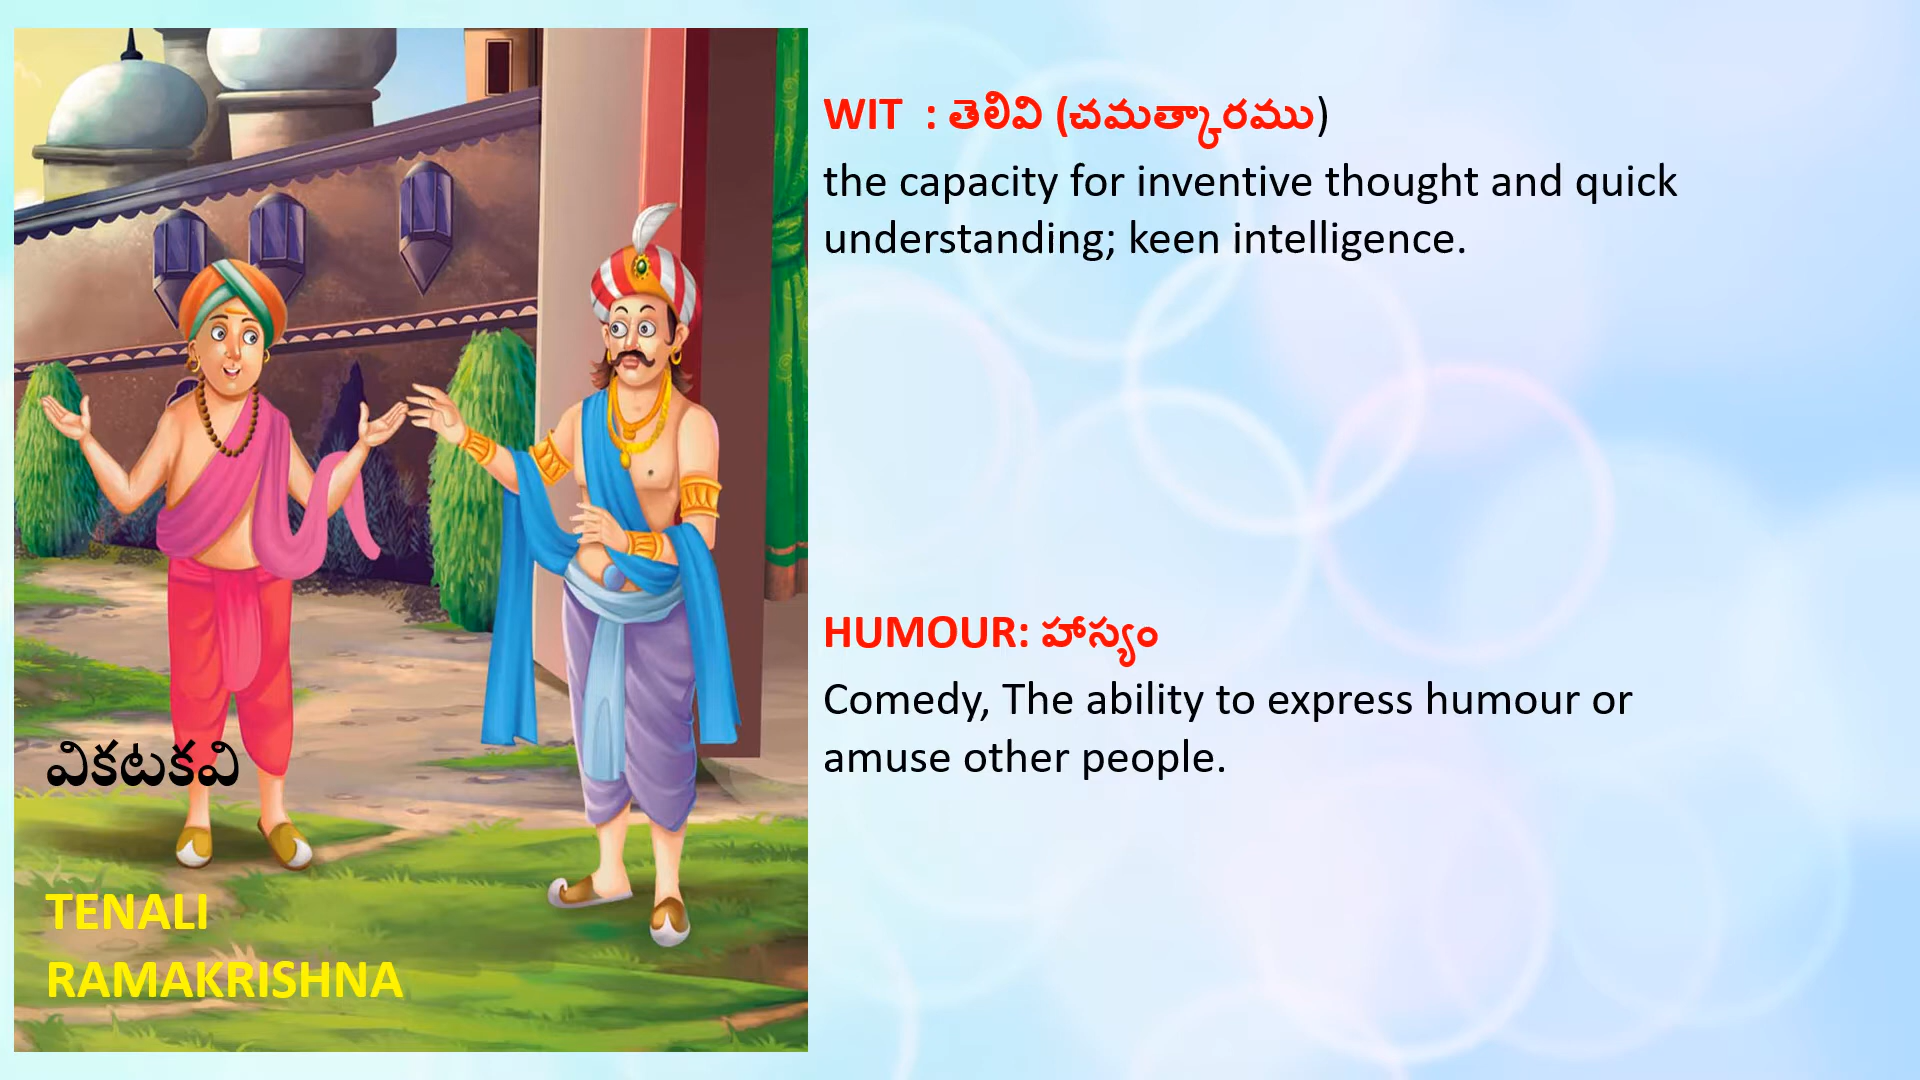 WIT : తెలివి (చమత్కారము)
the capacity for inventive thought and quick
understanding; keen intelligence.
HUMOUR: హాస్యం
Comedy, The ability to express humour or
amuse other people.
వికటకవి
TENALI
RAMAKRISHNA